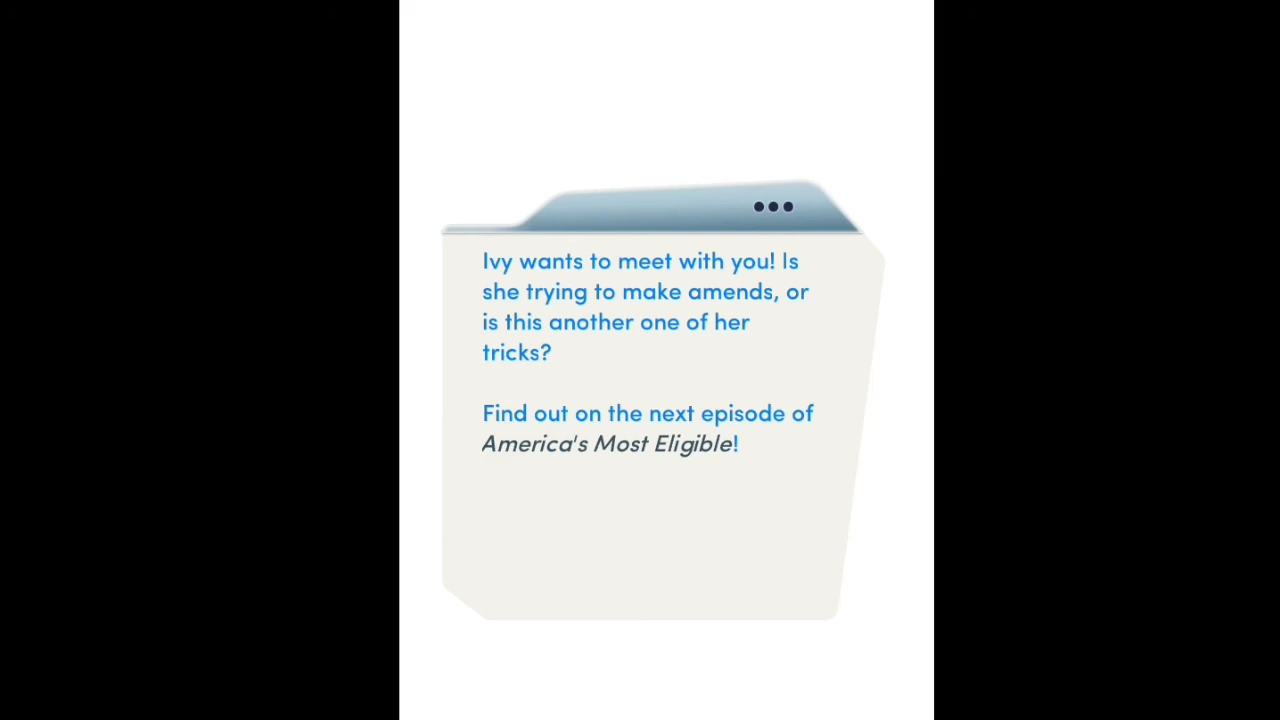 Ivy wants to meet with you! Is
she trying to make amends, or
is this another one of her
tricks?
Find out on the next episode of
America's Most Eligible!